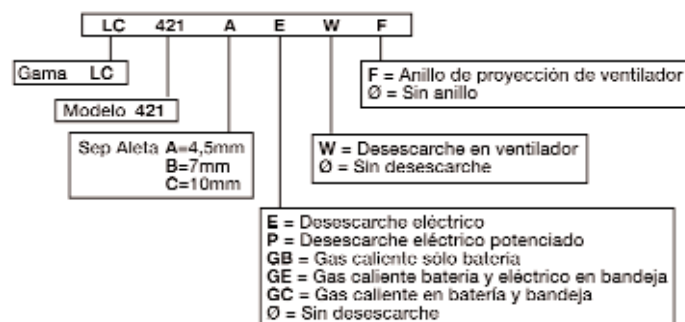 LC 421 A E W F
Gama LC
F = Anillo de proyección de ventilador
Ø = Sin anillo
Modelo 421
Sep Aleta A=4,5mm
B=7mm
C=10mm
W = Desescarche en ventilador
Ø = Sin desescarche
E = Desescarche eléctrico
P = Desescarche eléctrico potenciado
GB = Gas caliente sólo batería
GE = Gas caliente batería y eléctrico en bandeja
GC = Gas caliente en batería y bandeja
Ø = Sin desescarche